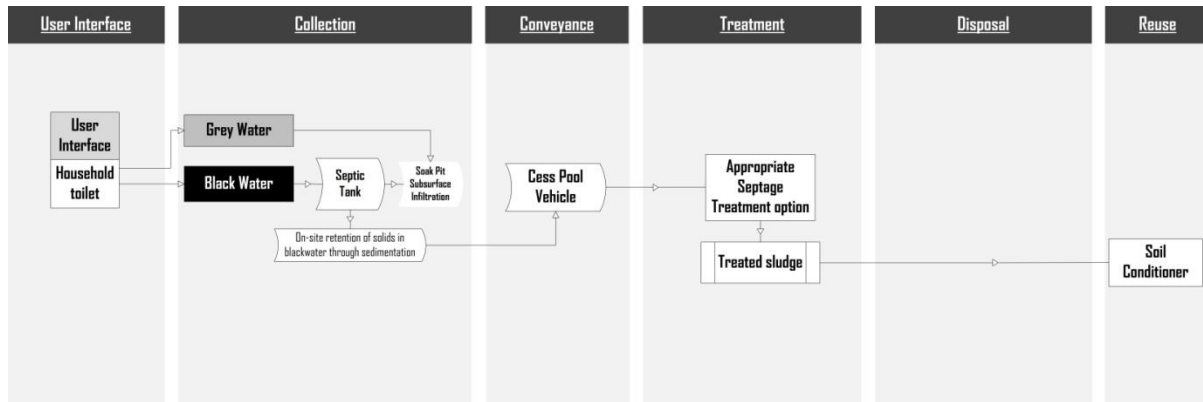 User Interface
Collection
Conveyance
Treatment
Disposal
Reuse
User
Interface
Household
toilet
Grey Water
Black Water
Septic
Tank
Soak Pit
Subsurface
Infiltration
On-site retention of solids in
blackwater through sedimentation
Cess Pool
Vehicle
Appropriate
Septage
Treatment option
Treated sludge
Soil
Conditioner